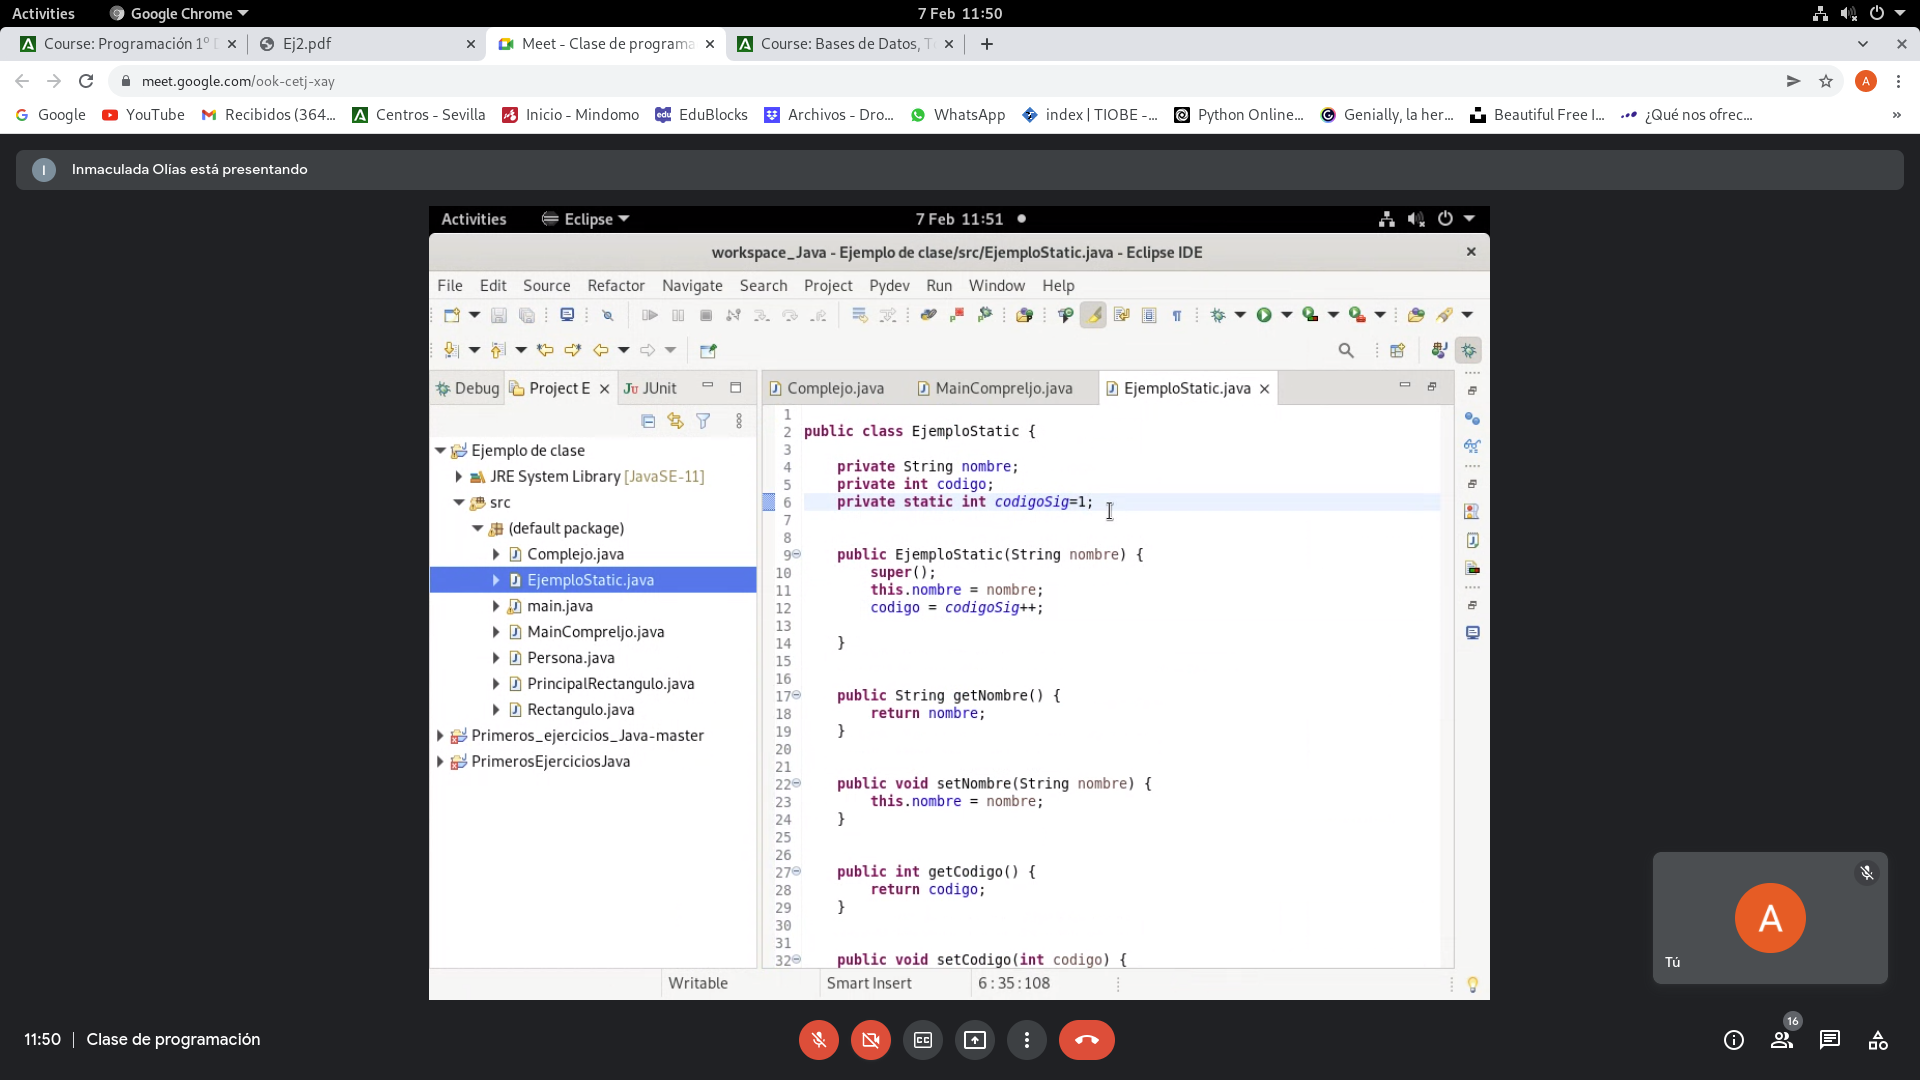 Activities Google Chrome 7 Feb 11:50
Course: Programación 1º D Ej2.pdf Meet - Clase de programa Course: Bases de Datos, T
meet.google.com/ook-cetj-xay A
Google YouTube Recibidos (364... Centros - Sevilla Inicio - Mindomo EduBlocks Archivos - Dro... WhatsApp index | TIOBE -... Python Online... Genially, la her... Beautiful Free I... ¿Qué nos ofrec... »
I Inmaculada Olías está presentando
Activities Eclipse 7 Feb 11:51
workspace_Java - Ejemplo de clase/src/EjemploStatic.java - Eclipse IDE
File Edit Source Refactor Navigate Search Project Pydev Run Window Help
Debug Project E JUnit Complejo.java MainCompreljo.java EjemploStatic.java
Ejemplo de clase
JRE System Library [JavaSE-11]
src
(default package)
Complejo.java
EjemploStatic.java
main.java
MainCompreljo.java
Persona.java
PrincipalRectangulo.java
Rectangulo.java
Primeros_ejercicios_Java-master
PrimerosEjerciciosJava
1
2 public class EjemploStatic {
3
4 private String nombre;
5 private int codigo;
6 private static int codigoSig=1;
7
8
9 public EjemploStatic(String nombre) {
10 super();
11 this.nombre = nombre;
12 codigo = codigoSig++;
13
14 }
15
16
17 public String getNombre() {
18 return nombre;
19 }
20
21
22 public void setNombre(String nombre) {
23 this.nombre = nombre;
24 }
25
26
27 public int getCodigo() {
28 return codigo;
29 }
30
31
32 public void setCodigo(int codigo) {
Writable Smart Insert 6 : 35 : 108
A
Tú
11:50 | Clase de programación
CC
16